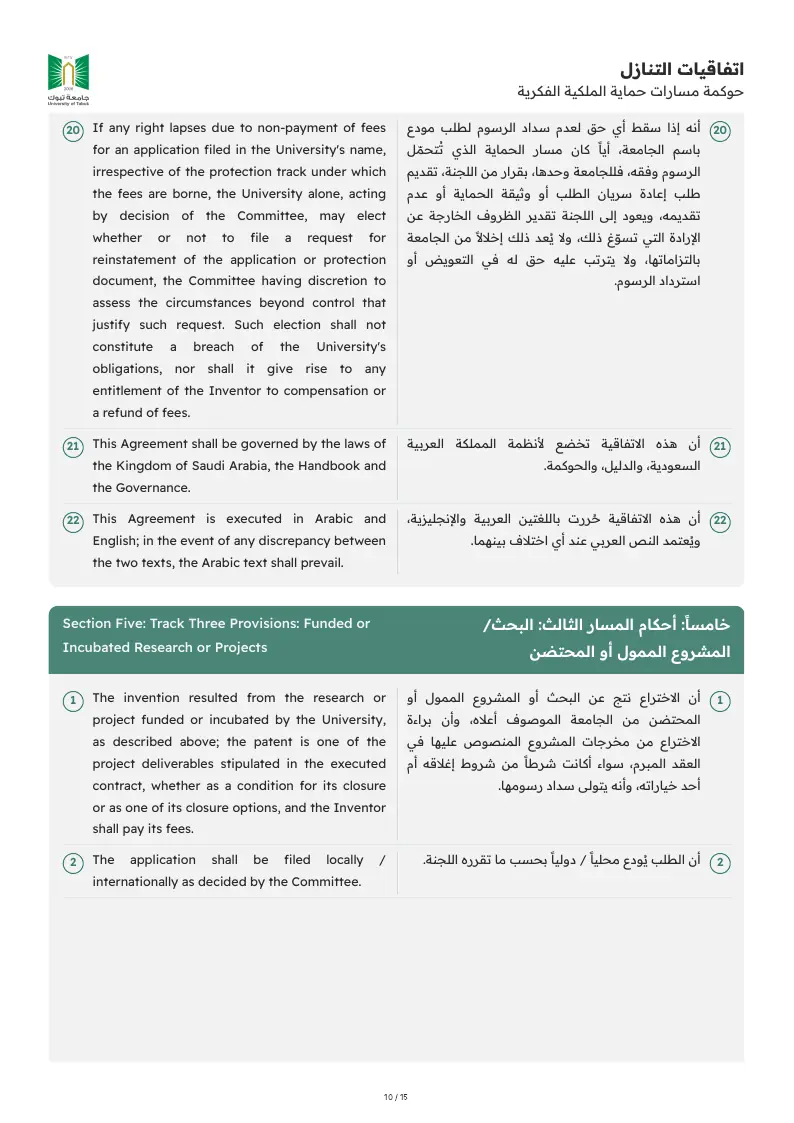 اتفاقيات التنازل
حوكمة مسارات حماية الملكية الفكرية
جامعة تبوك
University of Tabuk
20
If any right lapses due to non-payment of fees
for an application filed in the University's name,
irrespective of the protection track under which
the fees are borne, the University alone, acting
by decision of the Committee, may elect
whether or not to file a request for
reinstatement of the application or protection
document, the Committee having discretion to
assess the circumstances beyond control that
justify such request. Such election shall not
constitute a breach of the University's
obligations, nor shall it give rise to any
entitlement of the Inventor to compensation or
a refund of fees.
20
أنه إذا سقط أي حق لعدم سداد الرسوم لطلب مودع
باسم الجامعة، أياً كان مسار الحماية الذي تُتحمّل
الرسوم وفقه، فللجامعة وحدها، بقرار من اللجنة، تقديم
طلب إعادة سريان الطلب أو وثيقة الحماية أو عدم
تقديمه، ويعود إلى اللجنة تقدير الظروف الخارجة عن
الإرادة التي تسوّغ ذلك، ولا يُعد ذلك إخلالاً من الجامعة
بالتزاماتها، ولا يترتب عليه حق له في التعويض أو
استرداد الرسوم.
21
This Agreement shall be governed by the laws of
the Kingdom of Saudi Arabia, the Handbook and
the Governance.
21
أن هذه الاتفاقية تخضع لأنظمة المملكة العربية
السعودية، والدليل، والحوكمة.
22
This Agreement is executed in Arabic and
English; in the event of any discrepancy between
the two texts, the Arabic text shall prevail.
22
أن هذه الاتفاقية حُررت باللغتين العربية والإنجليزية،
ويُعتمد النص العربي عند أي اختلاف بينهما.
Section Five: Track Three Provisions: Funded or
Incubated Research or Projects
خامساً: أحكام المسار الثالث: البحث/
المشروع الممول أو المحتضن
1
The invention resulted from the research or
project funded or incubated by the University,
as described above; the patent is one of the
project deliverables stipulated in the executed
contract, whether as a condition for its closure
or as one of its closure options, and the Inventor
shall pay its fees.
1
أن الاختراع نتج عن البحث أو المشروع الممول أو
المحتضن من الجامعة الموصوف أعلاه، وأن براءة
الاختراع من مخرجات المشروع المنصوص عليها في
العقد المبرم، سواء أكانت شرطاً من شروط إغلاقه أم
أحد خياراته، وأنه يتولى سداد رسومها.
2
The application shall be filed locally /
internationally as decided by the Committee.
2
أن الطلب يُودع محلياً / دولياً بحسب ما تقرره اللجنة.
10 / 15